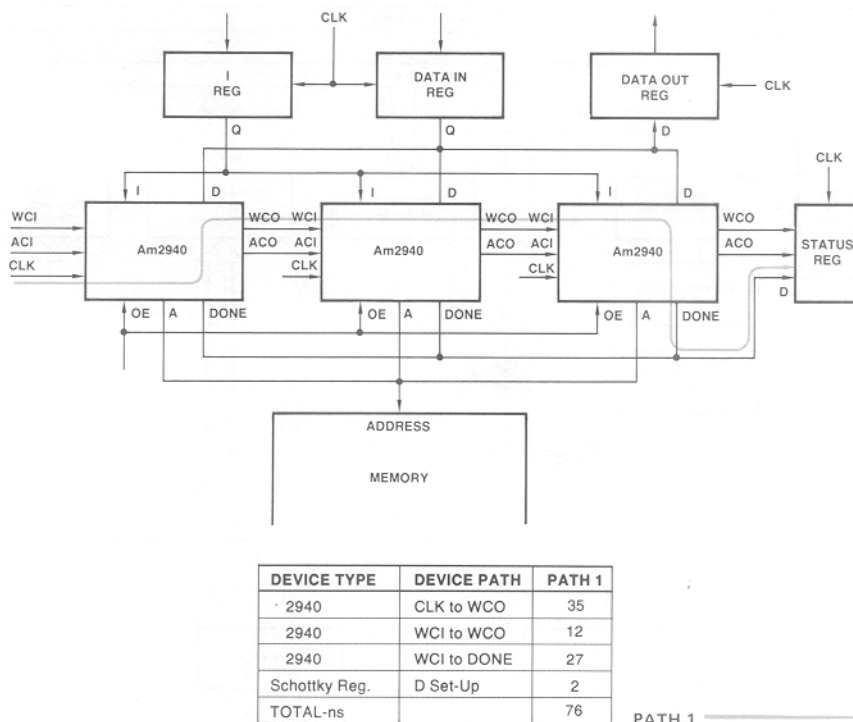 CLK
I
REG
DATA IN
REG
DATA OUT
REG
CLK
Q
Q
D
CLK
I
D
I
D
I
D
WCI
ACI
CLK
Am2940
WCO
ACO
WCI
ACI
CLK
Am2940
WCO
ACO
WCI
ACI
CLK
Am2940
WCO
ACO
STATUS
REG
D
OE
A
DONE
OE
A
DONE
OE
A
DONE
ADDRESS
MEMORY
DEVICE TYPE DEVICE PATH PATH 1
2940 CLK to WCO 35
2940 WCI to WCO 12
2940 WCI to DONE 27
Schottky Reg. D Set-Up 2
TOTAL-ns 76
PATH 1